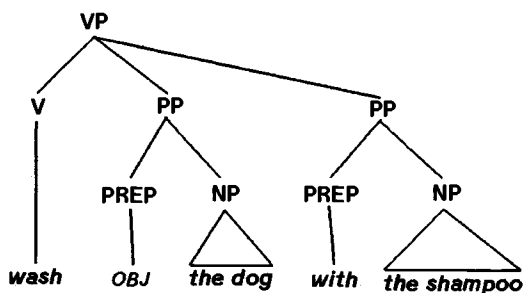 VP
V PP PP
PREP NP PREP NP
wash OBJ the dog with the shampoo